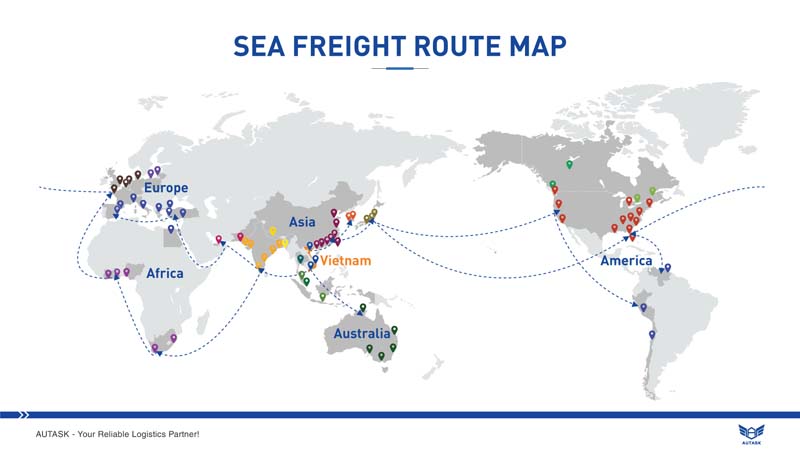 SEA FREIGHT ROUTE MAP
Europe
Asia
Vietnam
Africa
America
Australia
AUTASK - Your Reliable Logistics Partner!
AUTASK